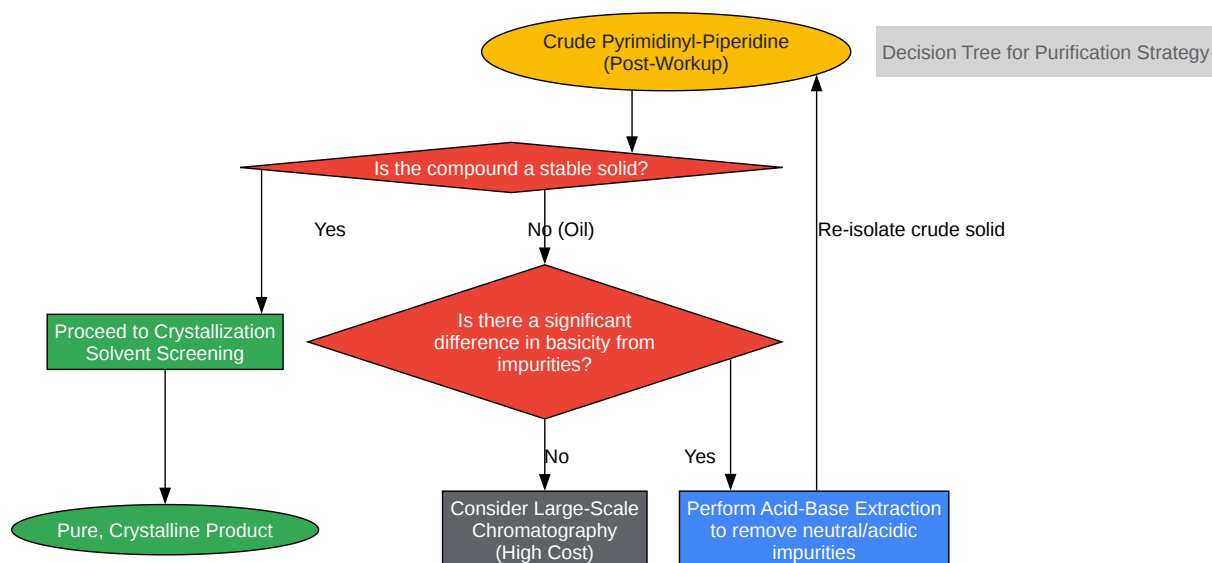 Crude Pyrimidinyl-Piperidine
(Post-Workup)
Decision Tree for Purification Strategy
Is the compound a stable solid?
Yes
No (Oil)
Re-isolate crude solid
Proceed to Crystallization
Solvent Screening
Is there a significant
difference in basicity from
impurities?
No
Yes
Pure, Crystalline Product
Consider Large-Scale
Chromatography
(High Cost)
Perform Acid-Base Extraction
to remove neutral/acidic
impurities